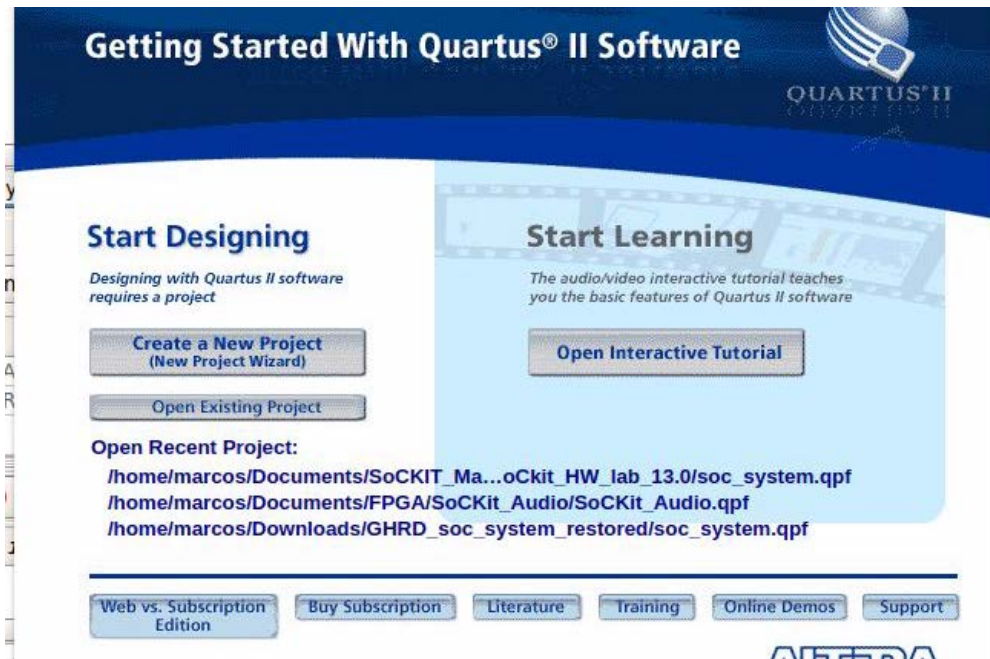 Getting Started With Quartus® II Software
QUARTUS® II
Start Designing
Designing with Quartus II software
requires a project
Create a New Project
(New Project Wizard)
Open Existing Project
Start Learning
The audio/video interactive tutorial teaches
you the basic features of Quartus II software
Open Interactive Tutorial
Open Recent Project:
/home/marcos/Documents/SoCKIT_Ma...oCkit_HW_lab_13.0/soc_system.qpf
/home/marcos/Documents/FPGA/SoCKit_Audio/SoCKit_Audio.qpf
/home/marcos/Downloads/GHRD_soc_system_restored/soc_system.qpf
Web vs. Subscription
Edition
Buy Subscription
Literature
Training
Online Demos
Support